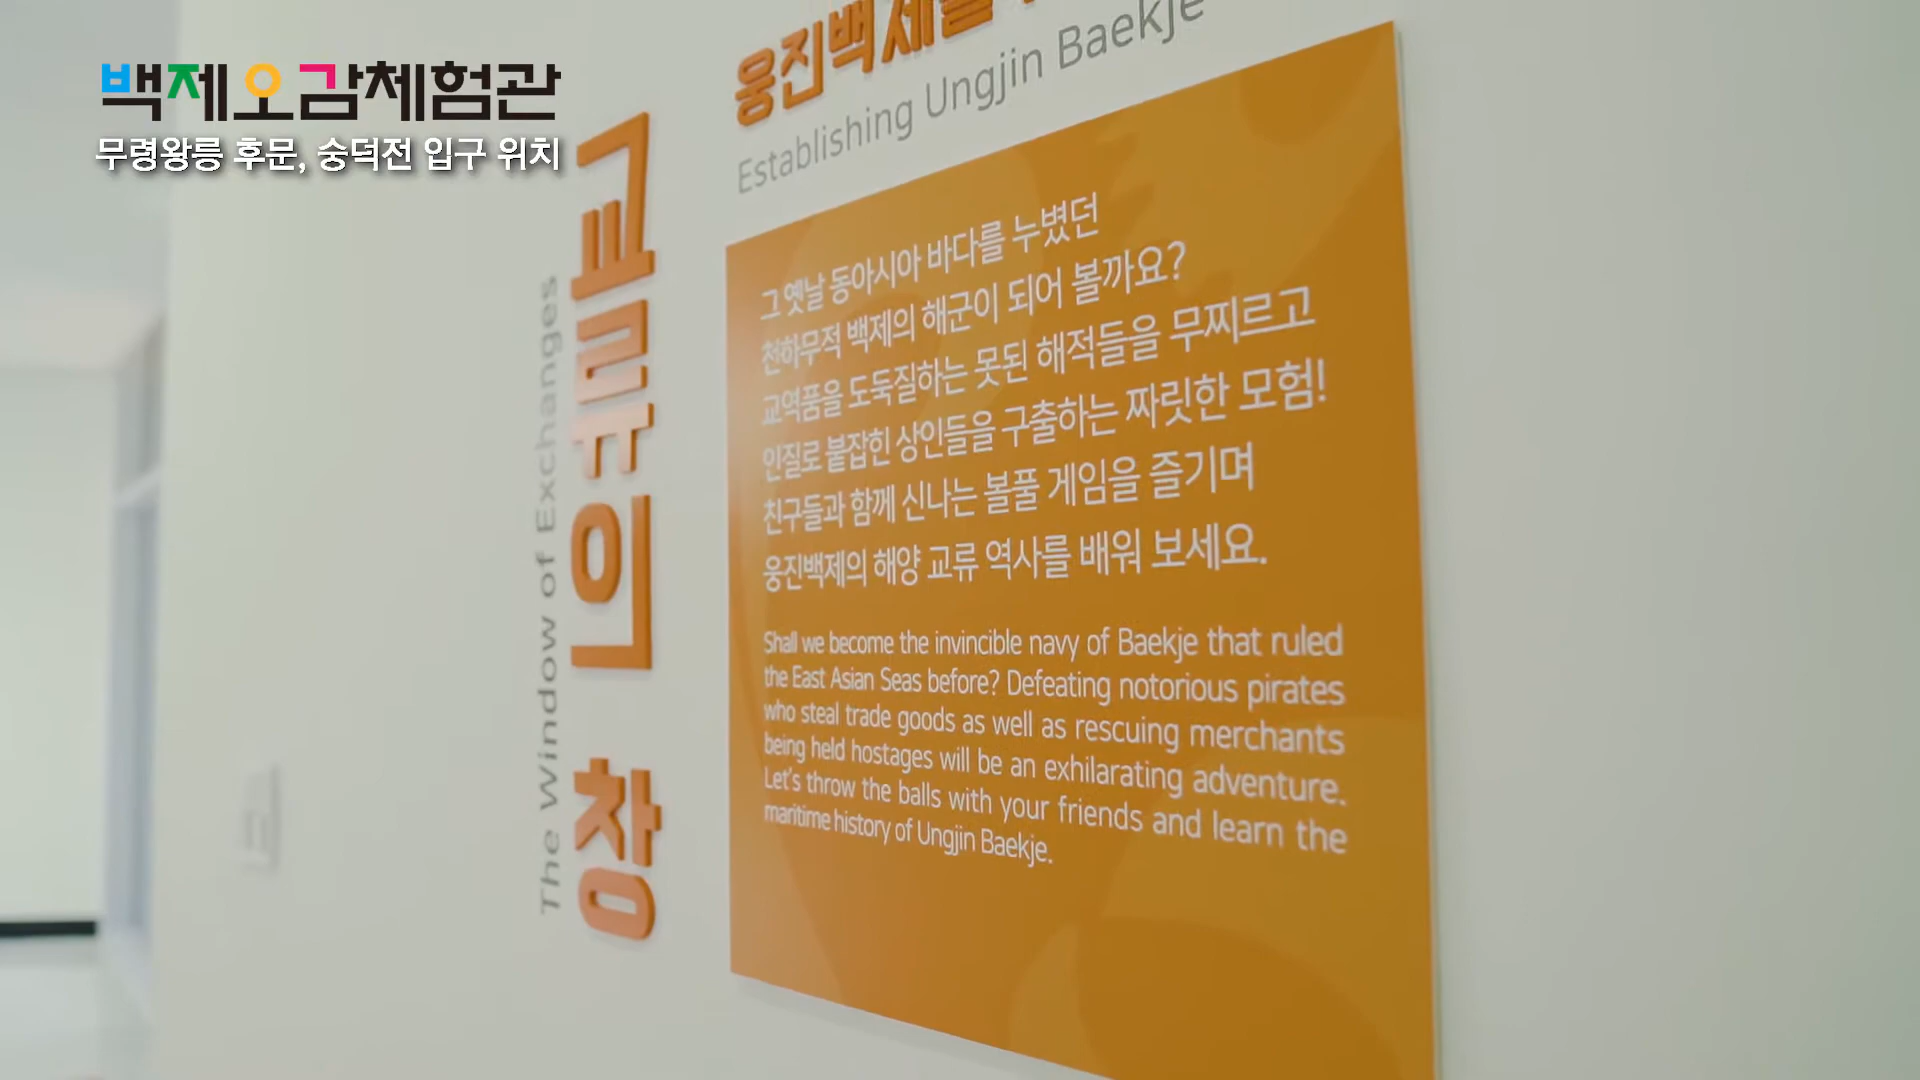 백제오감체험관
무령왕릉 후문, 숭덕전 입구 위치
교류의 창
The Window of Exchanges
웅진백제를
Establishing Ungjin Baekje
그 옛날 동아시아 바다를 누볐던
천하무적 백제의 해군이 되어 볼까요?
교역품을 도둑질하는 못된 해적들을 무찌르고
인질로 붙잡힌 상인들을 구출하는 짜릿한 모험!
친구들과 함께 신나는 볼풀 게임을 즐기며
웅진백제의 해양 교류 역사를 배워 보세요.
Shall we become the invincible navy of Baekje that ruled
the East Asian Seas before? Defeating notorious pirates
who steal trade goods as well as rescuing merchants
being held hostages will be an exhilarating adventure.
Let's throw the balls with your friends and learn the
maritime history of Ungjin Baekje.